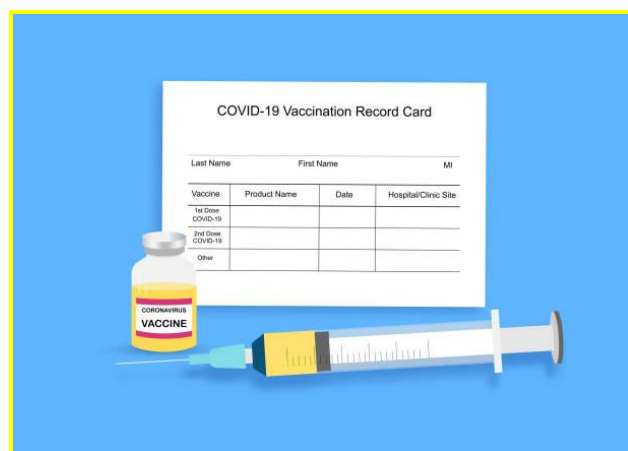 COVID-19 Vaccination Record Card
Last Name First Name MI
Vaccine Product Name Date Hospital/Clinic Site
1st Dose
COVID-19
2nd Dose
COVID-19
Other
CORONAVIRUS
VACCINE